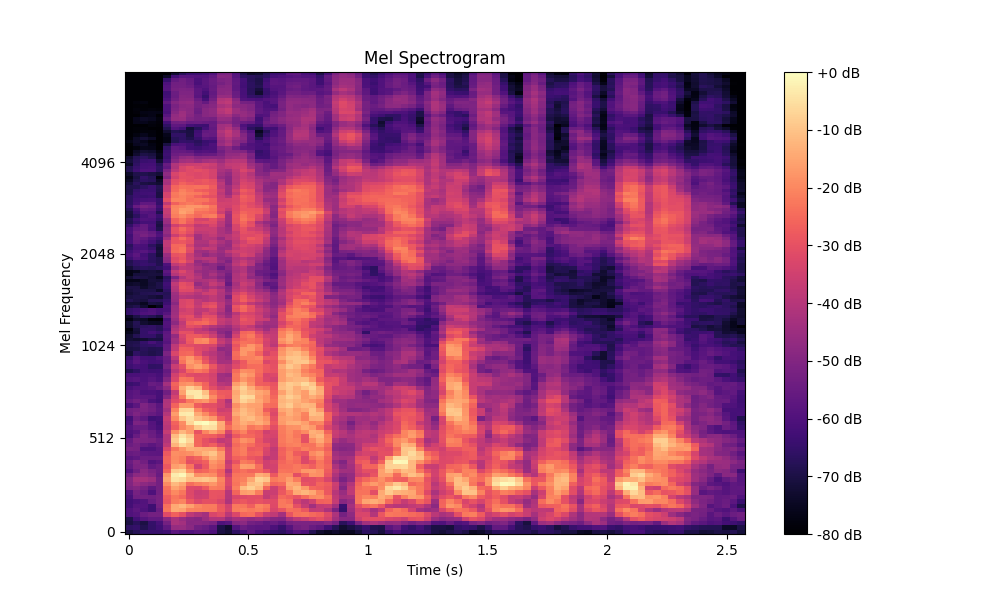 Mel Spectrogram
+0 dB
-10 dB
-20 dB
-30 dB
-40 dB
-50 dB
-60 dB
-70 dB
-80 dB
Mel Frequency
4096
2048
1024
512
0
0 0.5 1 1.5 2 2.5
Time (s)